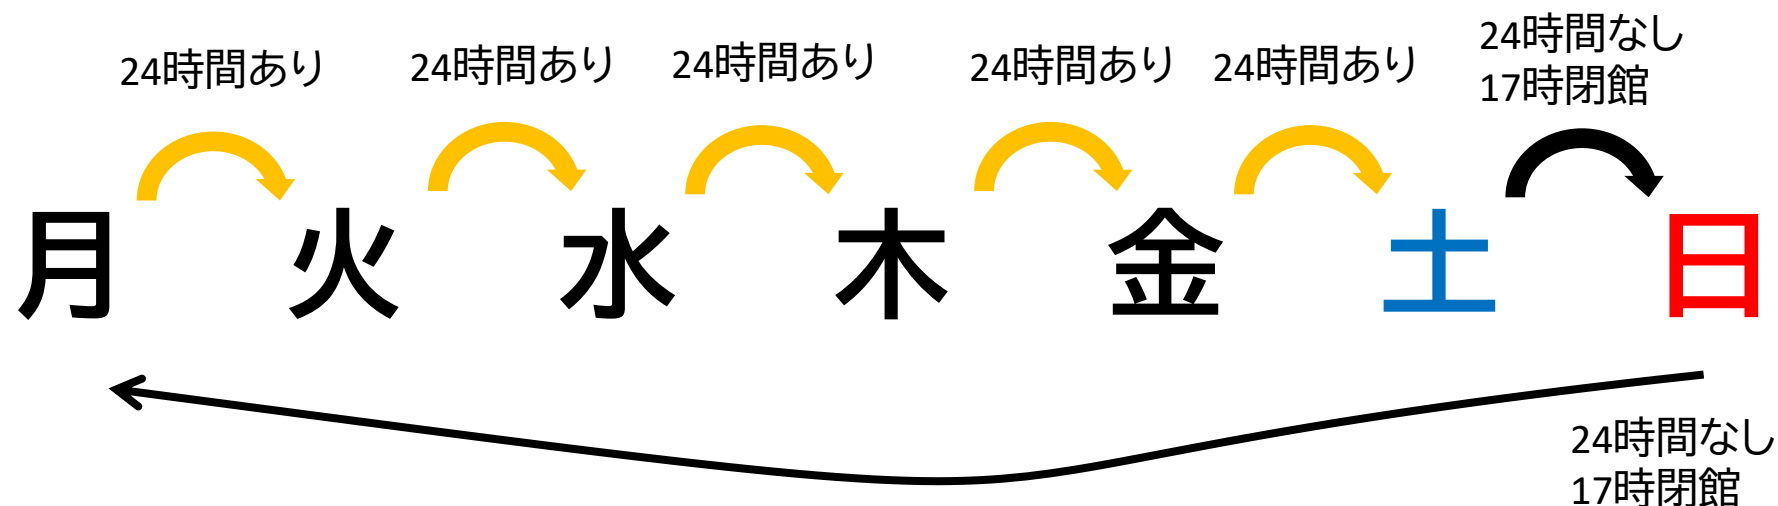 24時間あり
24時間あり
24時間あり
24時間あり
24時間あり
24時間なし
17時閉館
月 火 水 木 金 土 日
24時間なし
17時閉館